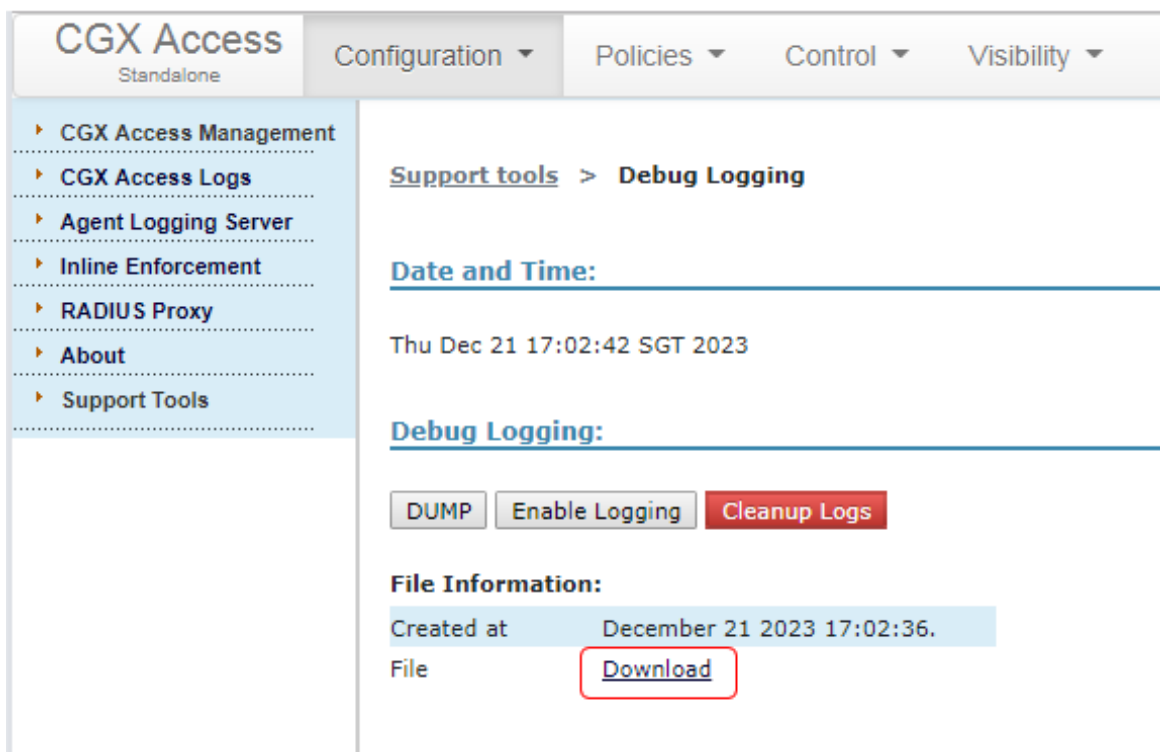 CGX Access
Standalone
Configuration
Policies
Control
Visibility
CGX Access Management
CGX Access Logs
Agent Logging Server
Inline Enforcement
RADIUS Proxy
About
Support Tools
Support tools > Debug Logging
Date and Time:
Thu Dec 21 17:02:42 SGT 2023
Debug Logging:
DUMP Enable Logging Cleanup Logs
File Information:
Created at December 21 2023 17:02:36.
File Download